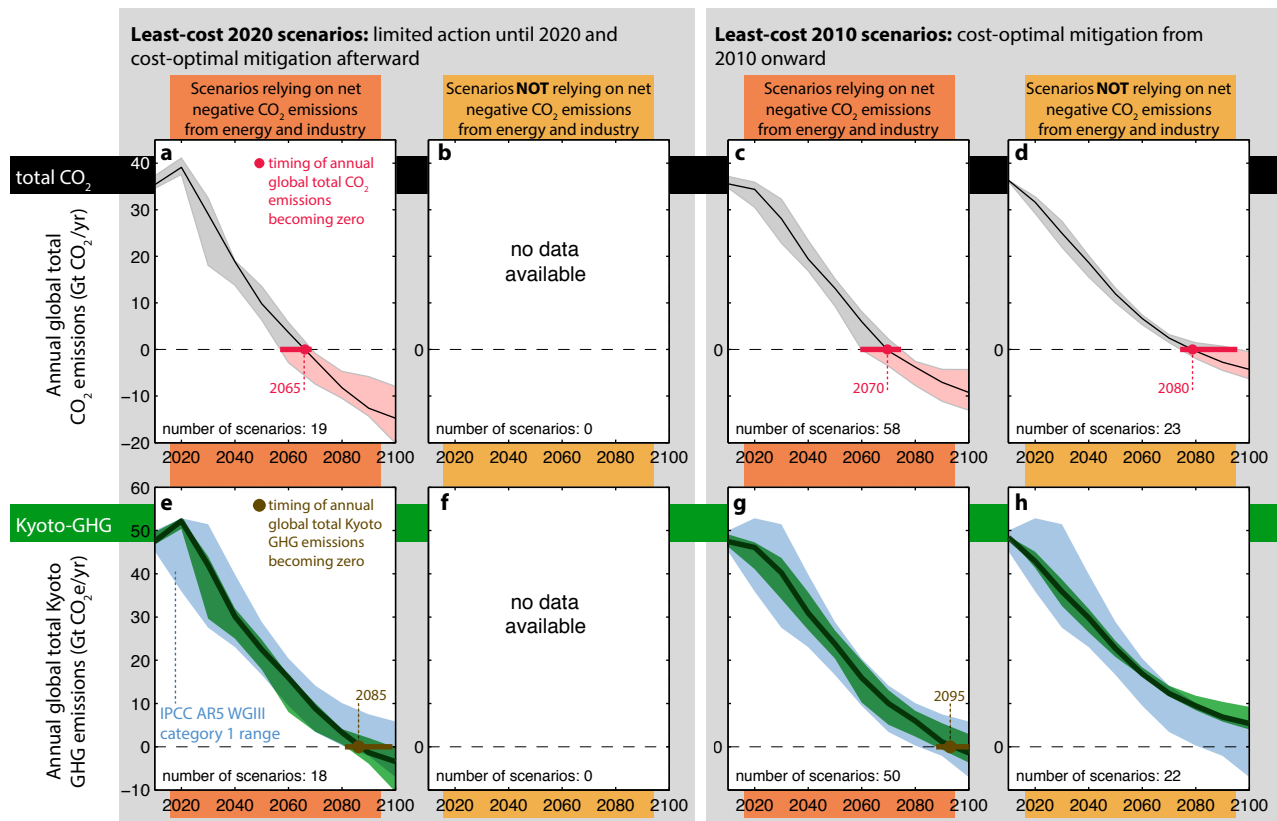 Least-cost 2020 scenarios: limited action until 2020 and
cost-optimal mitigation afterward
Least-cost 2010 scenarios: cost-optimal mitigation from
2010 onward
Scenarios relying on net
negative CO₂ emissions
from energy and industry
Scenarios NOT relying on net
negative CO₂ emissions
from energy and industry
Scenarios relying on net
negative CO₂ emissions
from energy and industry
Scenarios NOT relying on net
negative CO₂ emissions
from energy and industry
total CO₂
Annual global total
CO₂ emissions (Gt CO₂/yr)
40
30
20
10
0
−10
−20
a
timing of annual
global total CO₂
emissions
becoming zero
2065
number of scenarios: 19
2020 2040 2060 2080 2100
b
no data
available
0
number of scenarios: 0
2020 2040 2060 2080 2100
c
0
2070
number of scenarios: 58
2020 2040 2060 2080 2100
d
0
2080
number of scenarios: 23
2020 2040 2060 2080 2100
Kyoto-GHG
Annual global total Kyoto
GHG emissions (Gt CO₂e/yr)
60
50
40
30
20
10
0
−10
e
timing of annual
global total Kyoto
GHG emissions
becoming zero
2085
IPCC AR5 WGIII
category 1 range
number of scenarios: 18
2020 2040 2060 2080 2100
f
no data
available
0
number of scenarios: 0
2020 2040 2060 2080 2100
g
2095
0
number of scenarios: 50
2020 2040 2060 2080 2100
h
0
number of scenarios: 22
2020 2040 2060 2080 2100